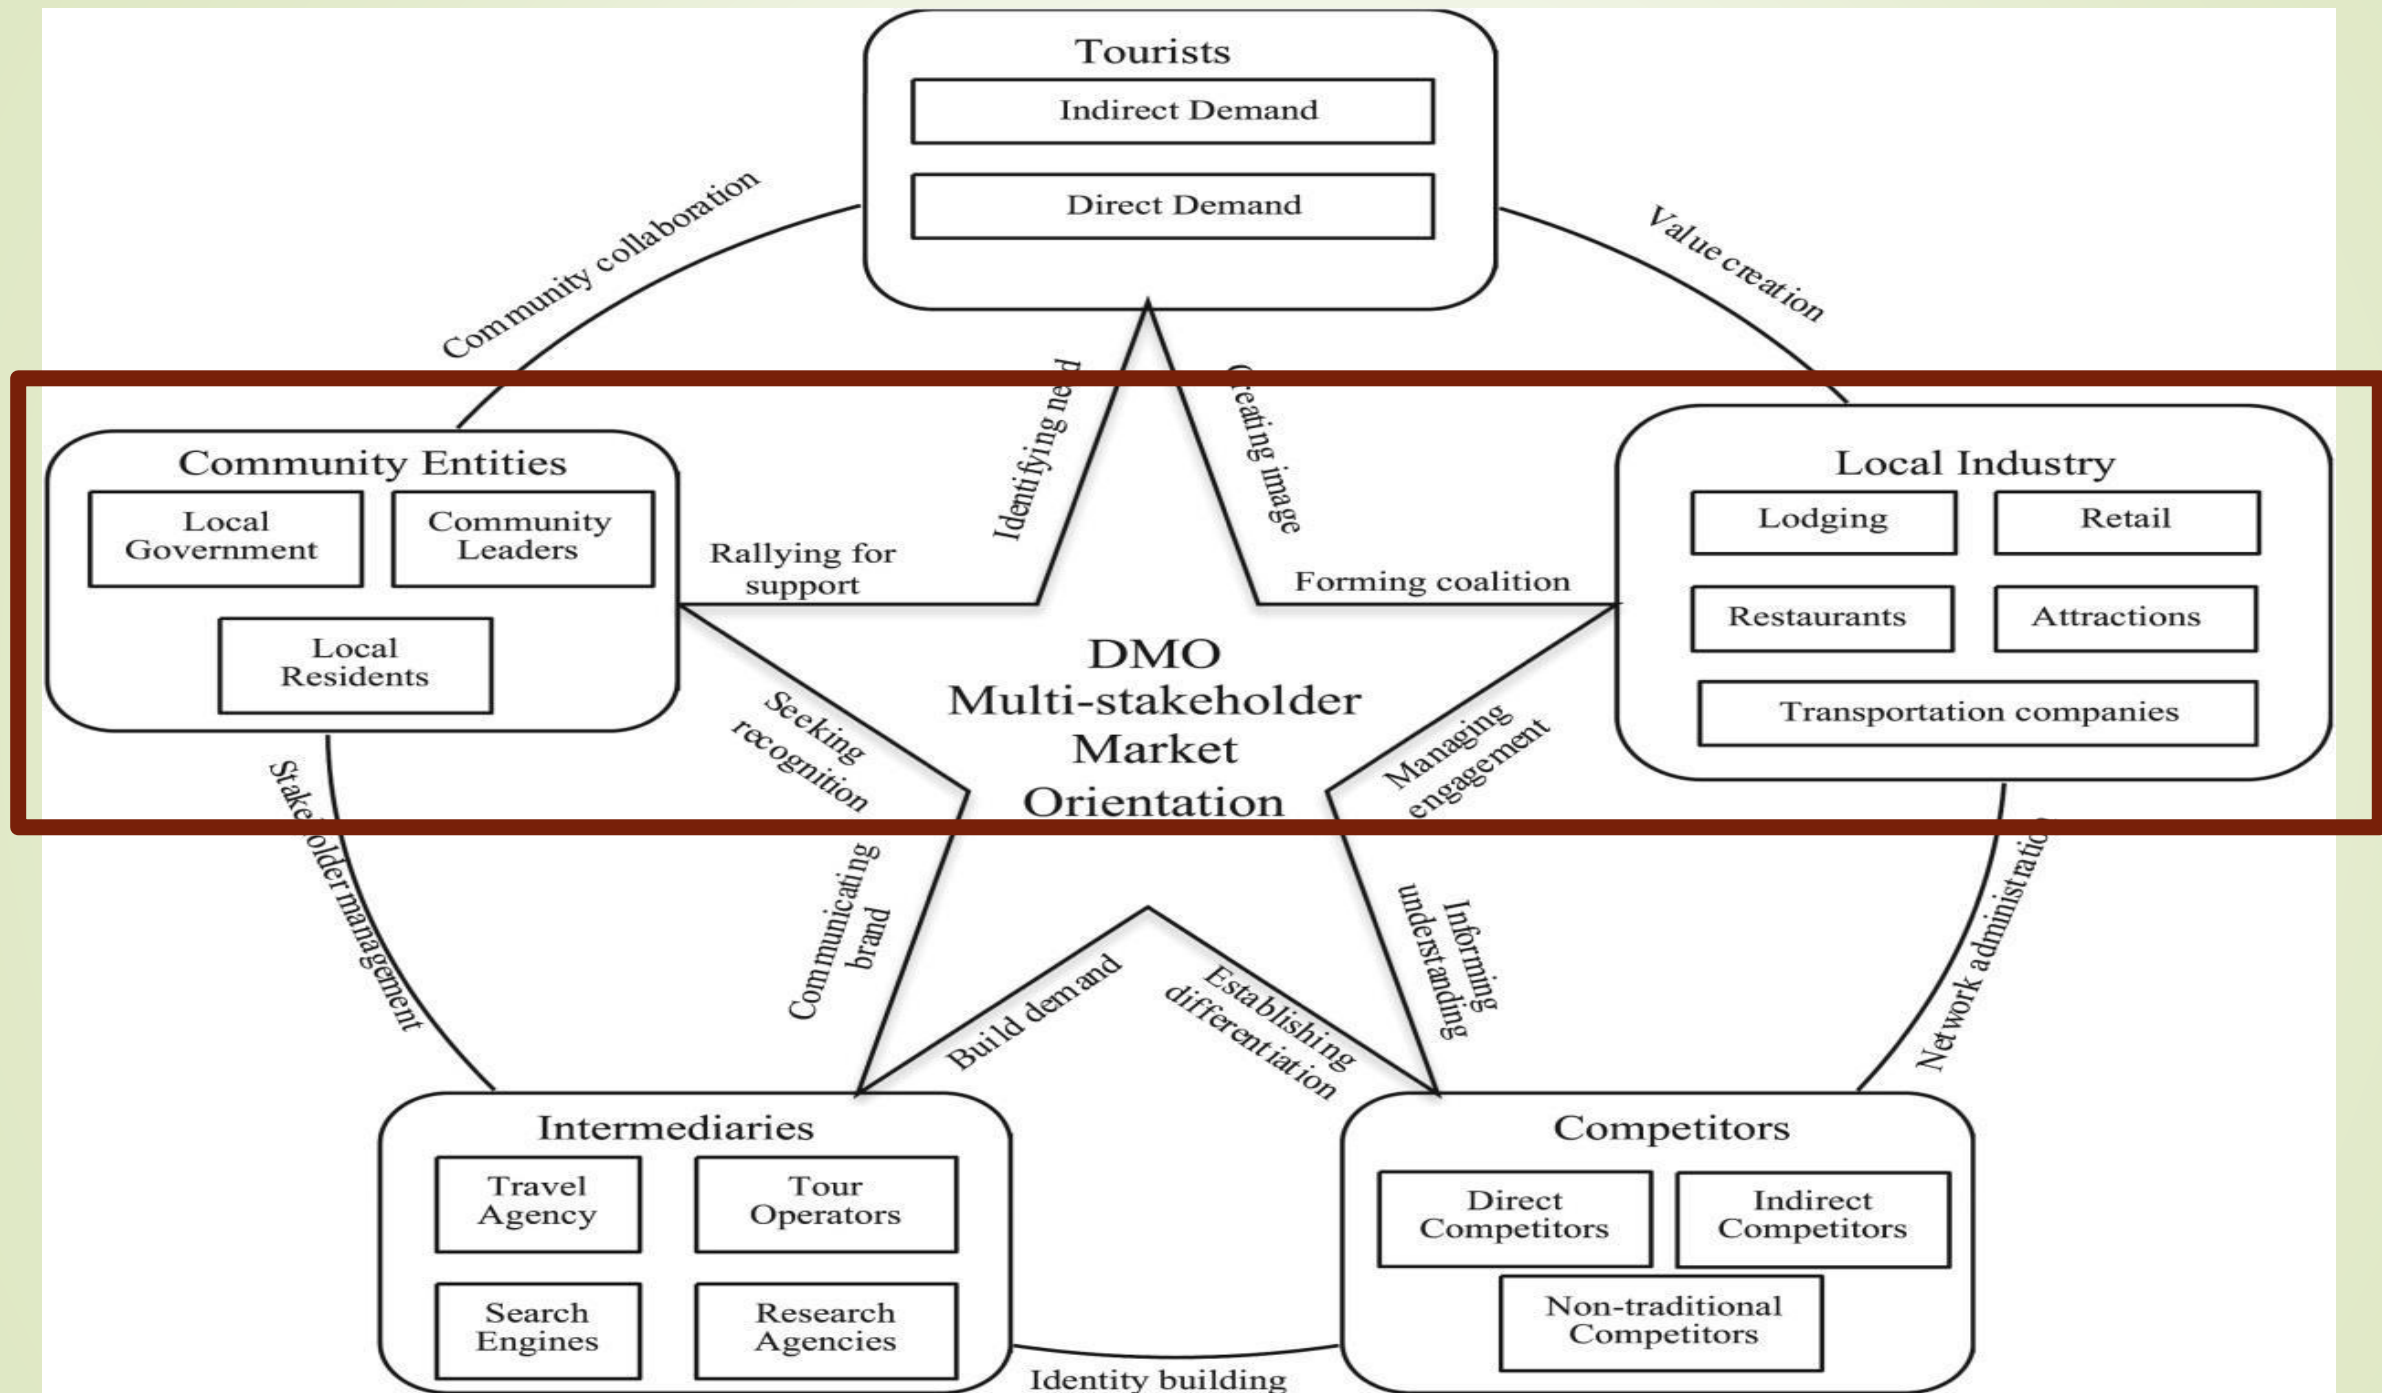 Tourists
Indirect Demand
Direct Demand
Community collaboration
Value creation
Identifying need
Creating image
Community Entities
Local
Government
Community
Leaders
Local
Residents
Rallying for
support
Forming coalition
Local Industry
Lodging
Retail
Restaurants
Attractions
Transportation companies
DMO
Multi-stakeholder
Market
Orientation
Seeking
recognition
Managing
engagement
Stakeholder management
Communicating
brand
Build demand
Establishing
differentiation
Informing
understanding
Network administration
Intermediaries
Travel
Agency
Tour
Operators
Search
Engines
Research
Agencies
Competitors
Direct
Competitors
Indirect
Competitors
Non-traditional
Competitors
Identity building